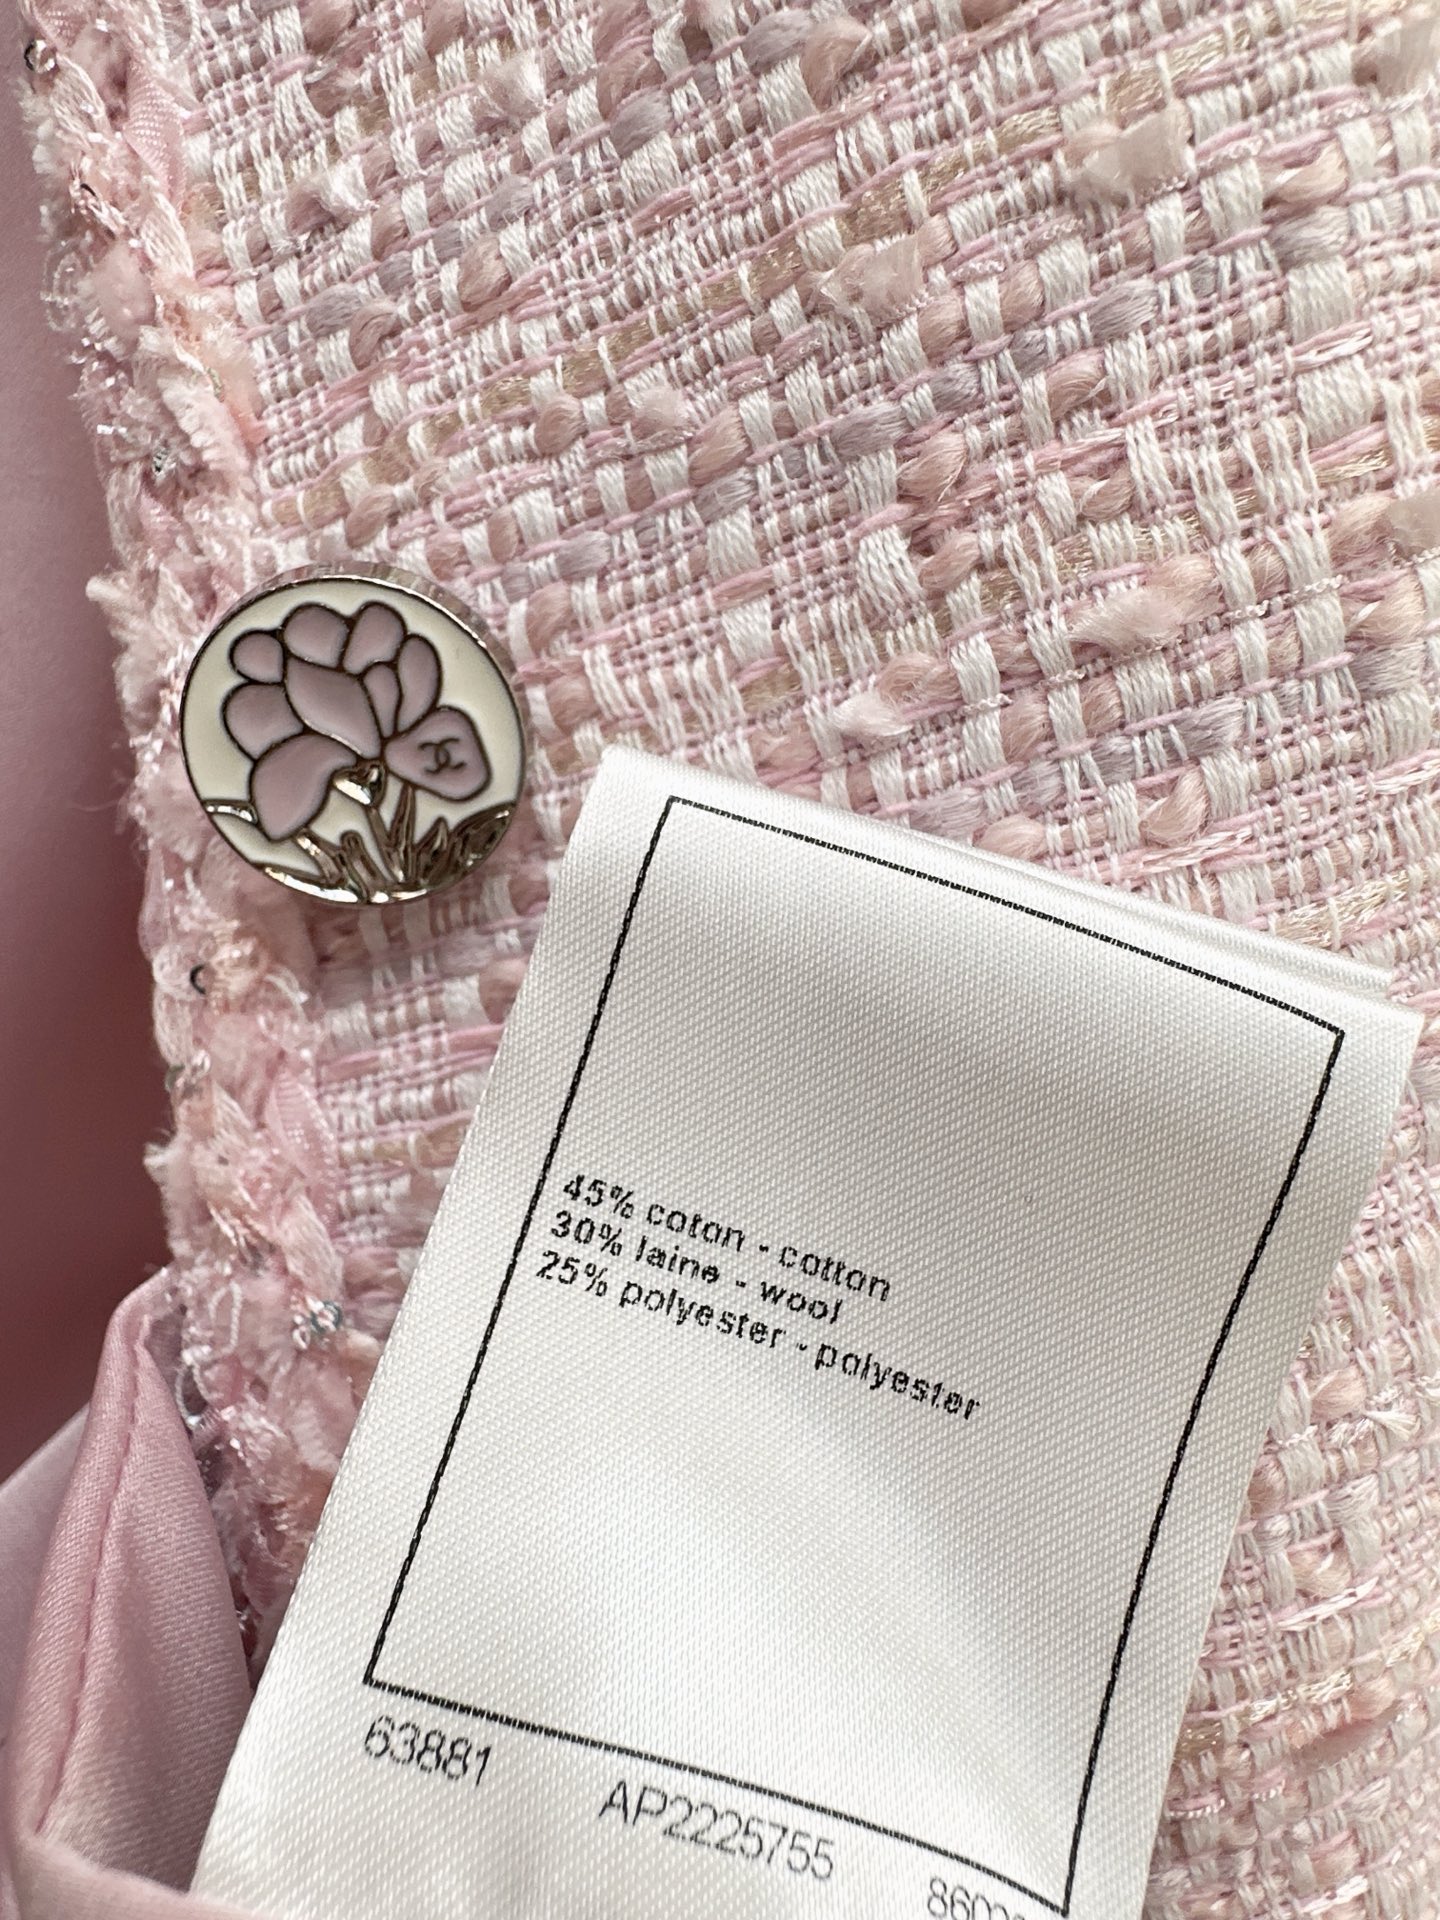 45% coton - cotton
30% laine - wool
25% polyester - polyester
63881 AP2225755